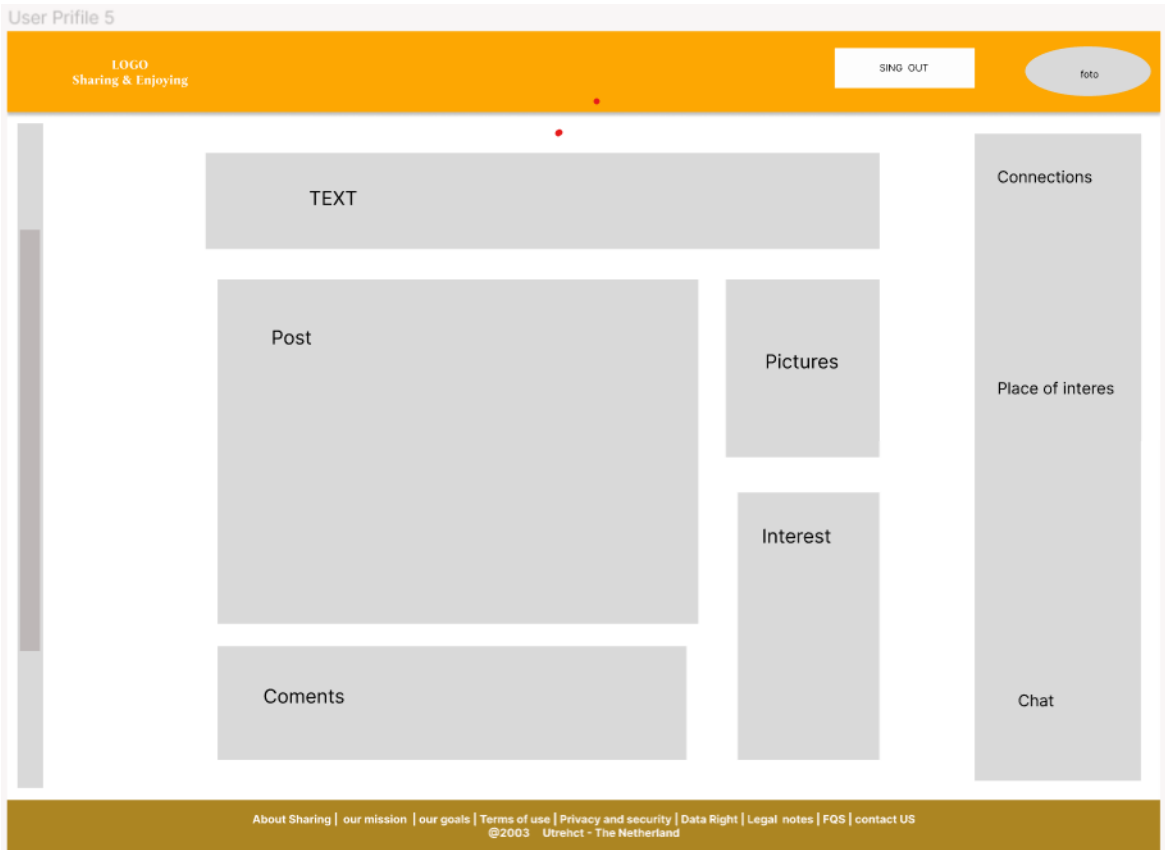 User Prifile 5
LOGO
Sharing & Enjoying
SING OUT
foto
TEXT
Connections
Post
Pictures
Place of interes
Interest
Coments
Chat
About Sharing | our mission | our goals | Terms of use | Privacy and security | Data Right | Legal notes | FQS | contact US
@2003 Utrehct - The Netherland